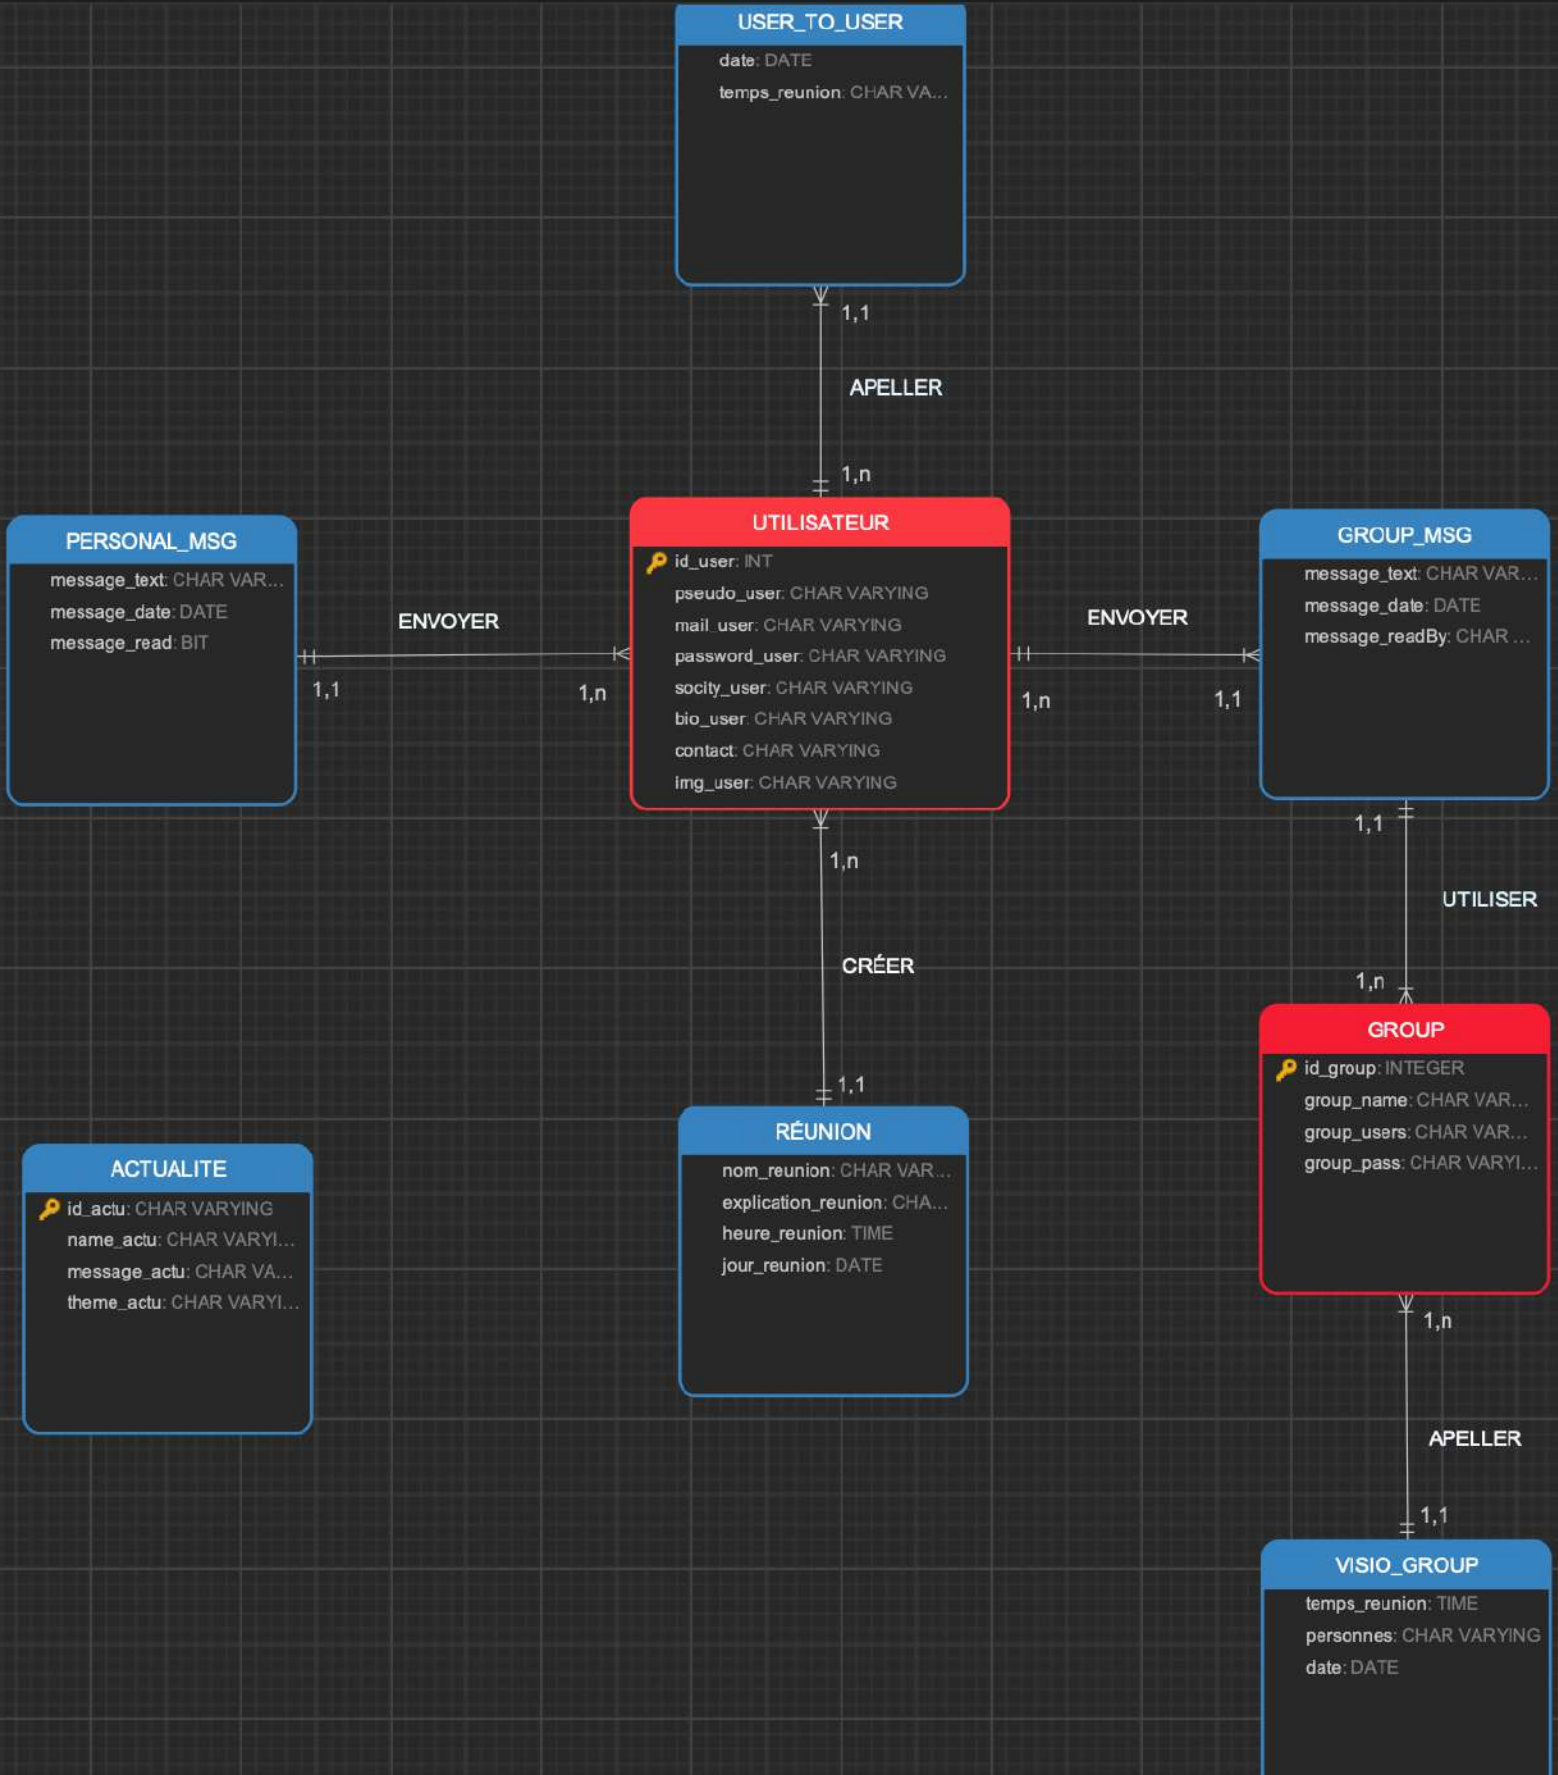 USER_TO_USER
date: DATE
temps_reunion: CHAR VA...
1,1
APELLER
1,n
PERSONAL_MSG
message_text: CHAR VAR...
message_date: DATE
message_read: BIT
1,1
ENVOYER
1,n
UTILISATEUR
id_user: INT
pseudo_user: CHAR VARYING
mail_user: CHAR VARYING
password_user: CHAR VARYING
socity_user: CHAR VARYING
bio_user: CHAR VARYING
contact: CHAR VARYING
img_user: CHAR VARYING
1,n
ENVOYER
1,1
GROUP_MSG
message_text: CHAR VAR...
message_date: DATE
message_readBy: CHAR ...
1,1
UTILISER
1,n
1,n
CRÉER
1,1
GROUP
id_group: INTEGER
group_name: CHAR VAR...
group_users: CHAR VAR...
group_pass: CHAR VARYI...
ACTUALITE
id_actu: CHAR VARYING
name_actu: CHAR VARYI...
message_actu: CHAR VA...
theme_actu: CHAR VARYI...
RÉUNION
nom_reunion: CHAR VAR...
explication_reunion: CHA...
heure_reunion: TIME
jour_reunion: DATE
1,n
APELLER
1,1
VISIO_GROUP
temps_reunion: TIME
personnes: CHAR VARYING
date: DATE